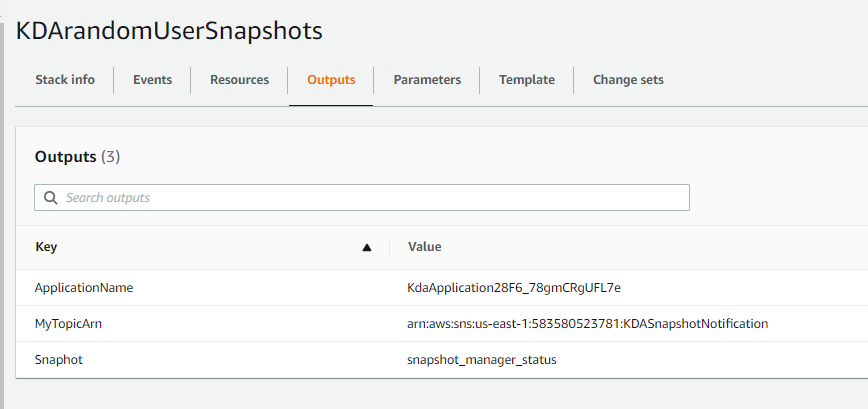 KDArandomUserSnapshots
Stack info Events Resources Outputs Parameters Template Change sets
Outputs (3)
Search outputs
Key Value
ApplicationName KdaApplication28F6_78gmCRgUFL7e
MyTopicArn arn:aws:sns:us-east-1:583580523781:KDASnapshotNotification
Snaphot snapshot_manager_status